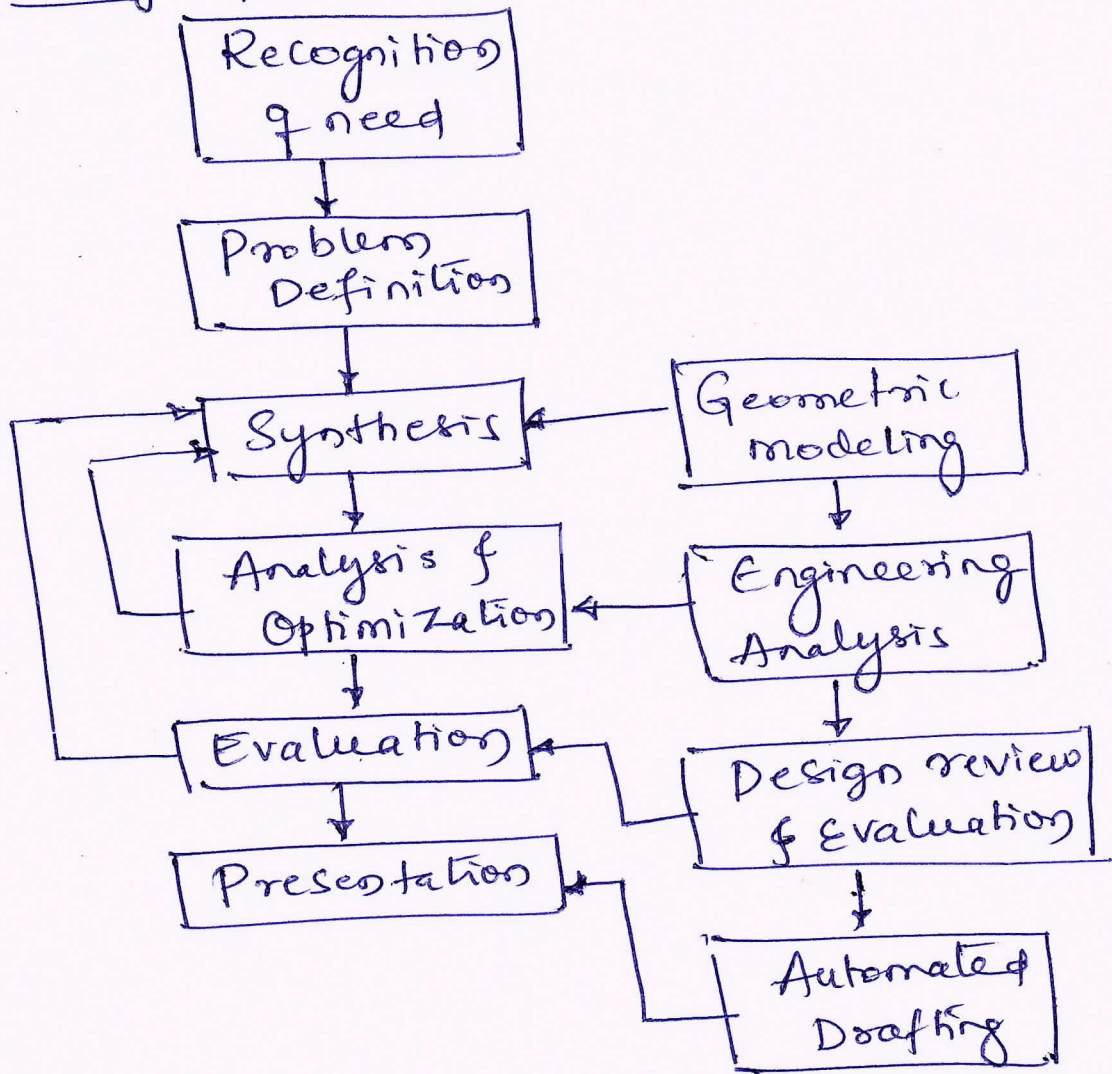 Recognition
of need
Problem
Definition
Synthesis
Geometric
modeling
Analysis &
Optimization
Engineering
Analysis
Evaluation
Design review
& Evaluation
Presentation
Automated
Drafting